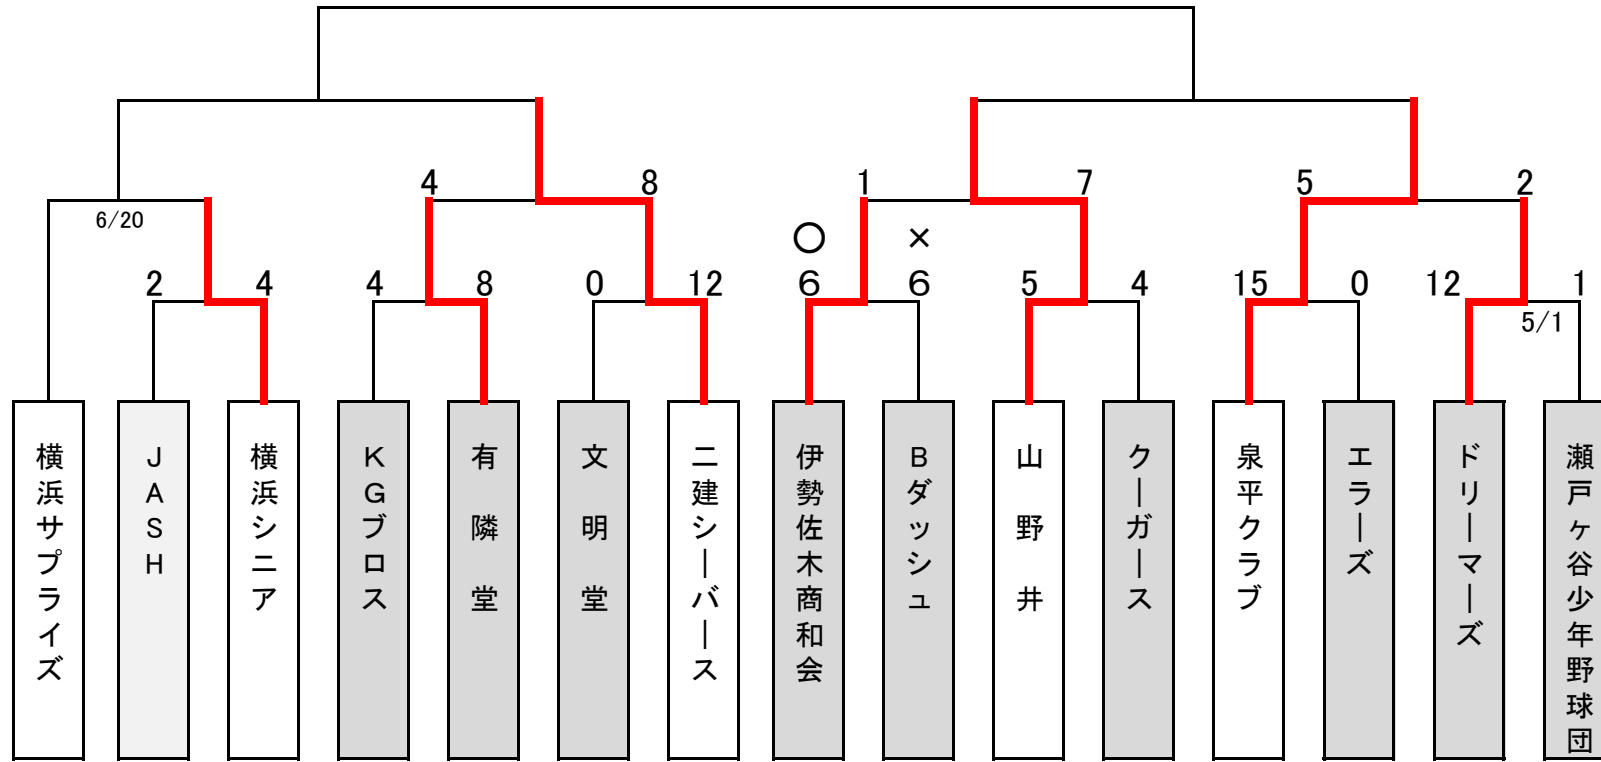 4 8 1 7 5 2
6/20
○ ×
2 4 4 8 0 12 6 6 5 4 15 0 12 1
5/1
横浜サプライズ
JASH
横浜シニア
KGブロス
有隣堂
文明堂
二建シーバース
伊勢佐木商和会
Bダッシュ
山野井
クーガース
泉平クラブ
エラーズ
ドリーマーズ
瀬戸ヶ谷少年野球団